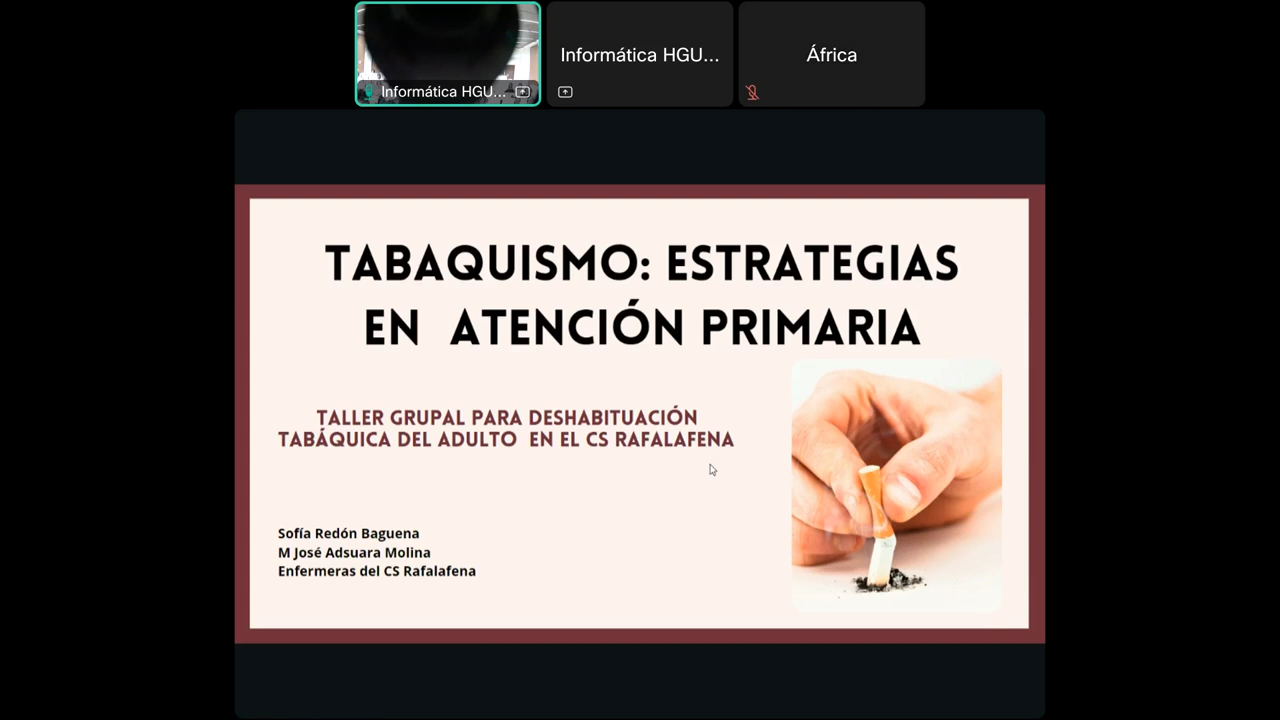 Informática HGU...
Informática HGU...
África
TABAQUISMO: ESTRATEGIAS
EN ATENCIÓN PRIMARIA
TALLER GRUPAL PARA DESHABITUACIÓN
TABÁQUICA DEL ADULTO EN EL CS RAFALAFENA
Sofía Redón Baguena
M José Adsuara Molina
Enfermeras del CS Rafalafena